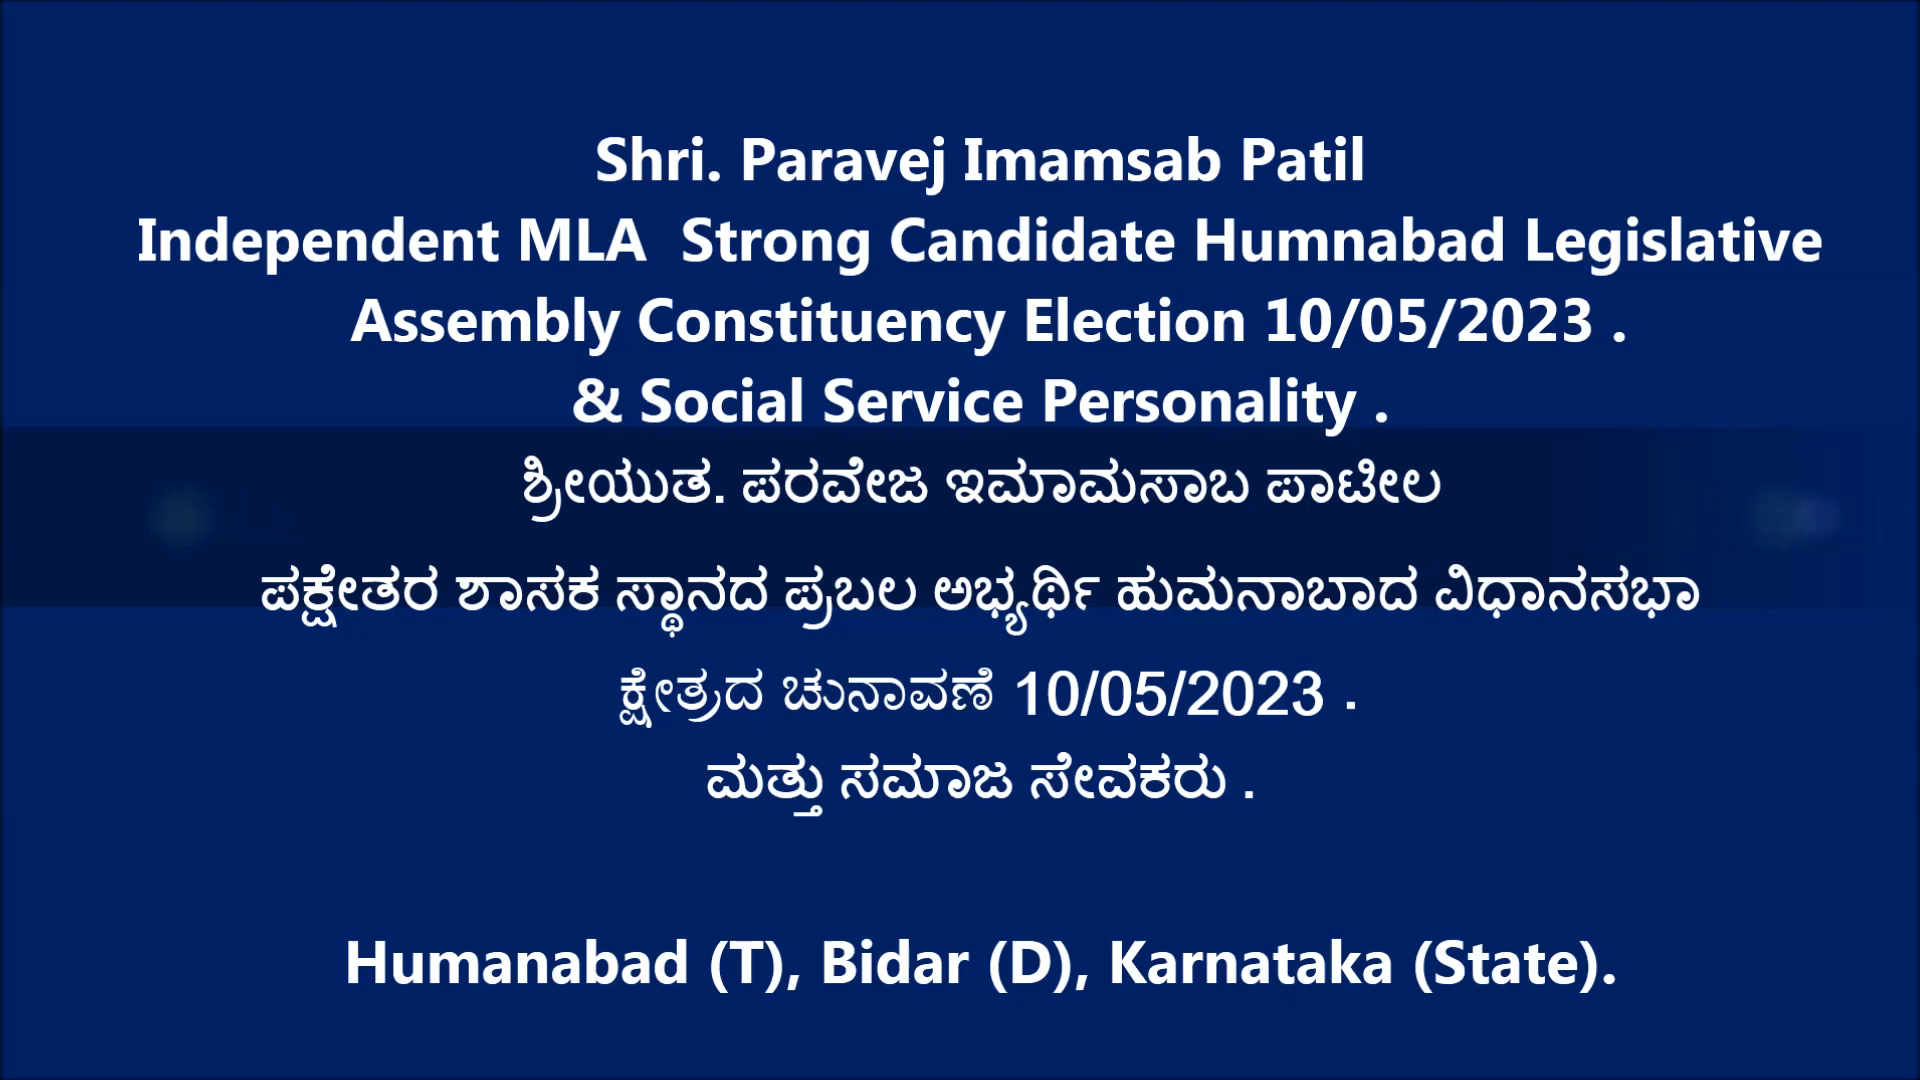 Shri. Paravej Imamsab Patil
Independent MLA  Strong Candidate Humnabad Legislative
Assembly Constituency Election 10/05/2023 .
& Social Service Personality .
ಶ್ರೀಯುತ. ಪರವೇಜ ಇಮಾಮಸಾಬ ಪಾಟೀಲ
ಪಕ್ಷೇತರ ಶಾಸಕ ಸ್ಥಾನದ ಪ್ರಬಲ ಅಭ್ಯರ್ಥಿ ಹುಮನಾಬಾದ ವಿಧಾನಸಭಾ
ಕ್ಷೇತ್ರದ ಚುನಾವಣೆ 10/05/2023 .
ಮತ್ತು ಸಮಾಜ ಸೇವಕರು .
Humanabad (T), Bidar (D), Karnataka (State).